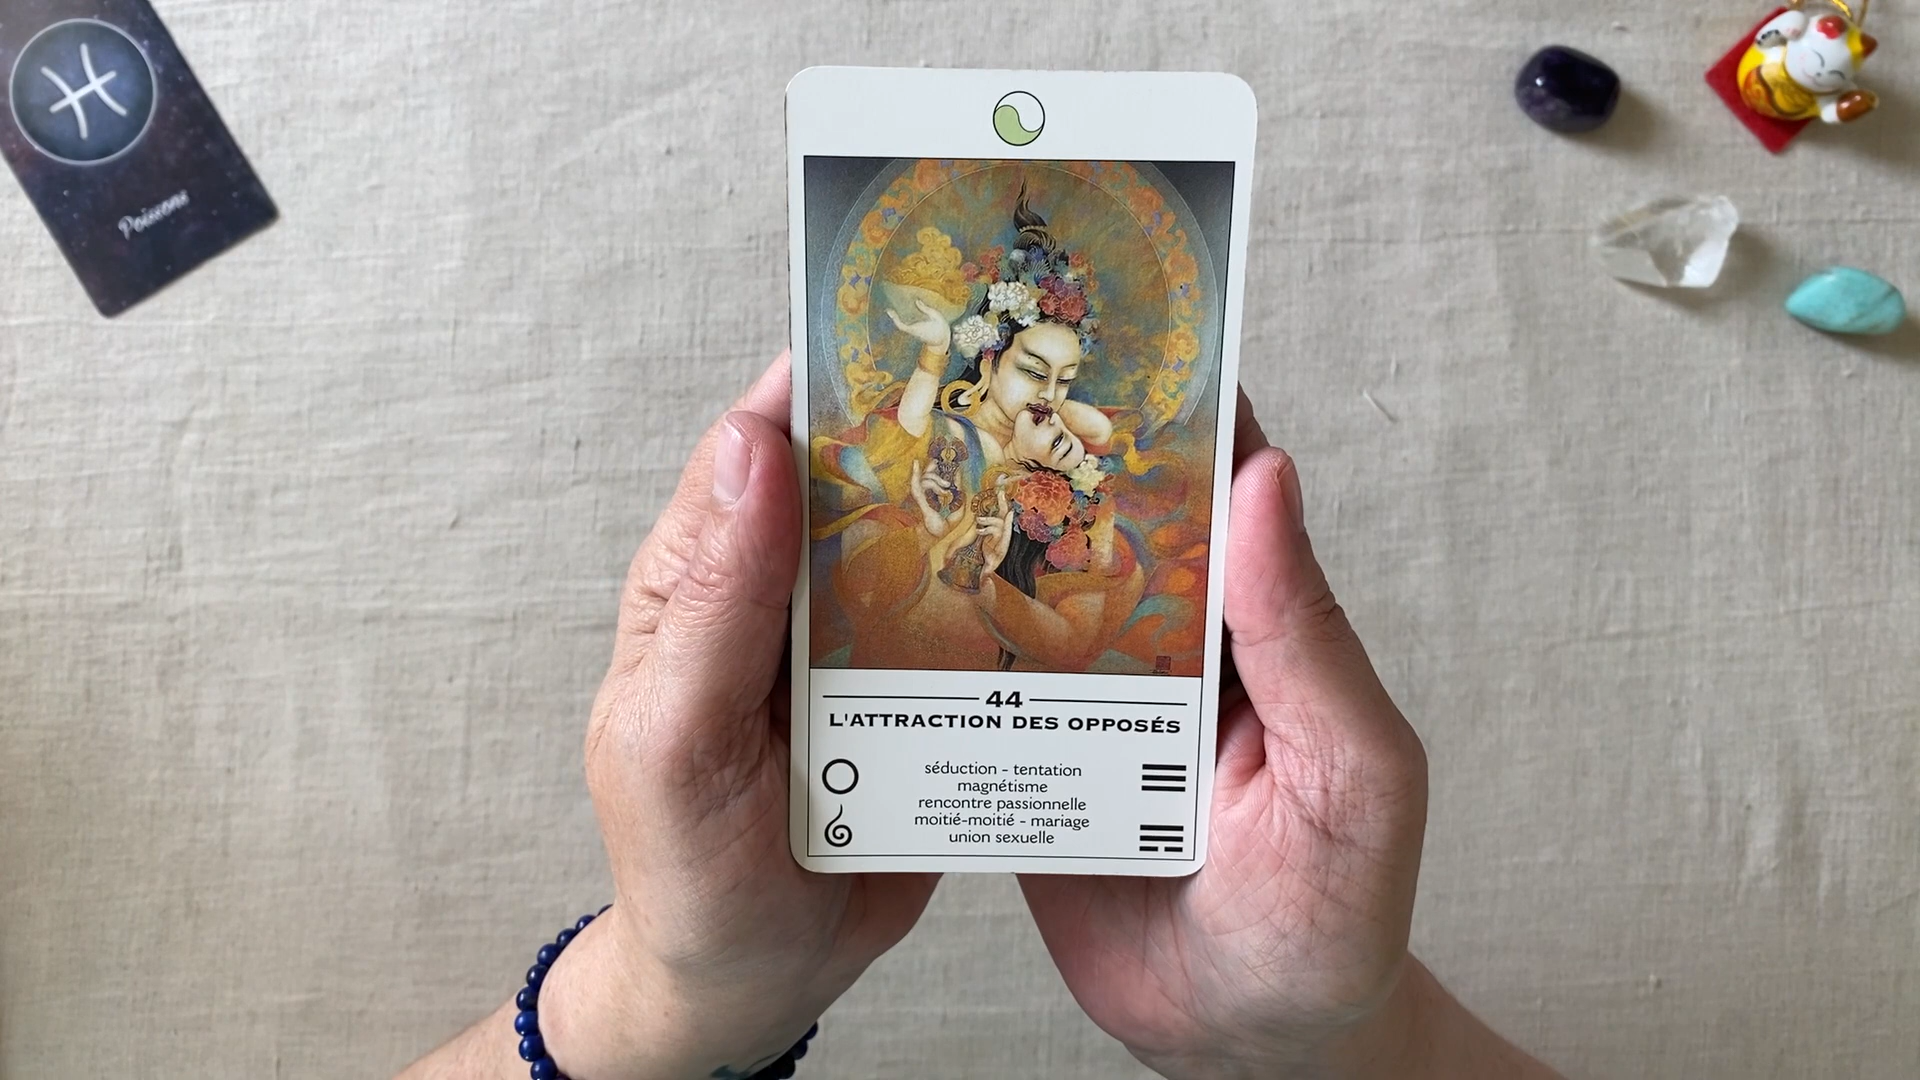 Poissons
44
L'ATTRACTION DES OPPOSÉS
séduction - tentation
magnétisme
rencontre passionnelle
moitié-moitié - mariage
union sexuelle